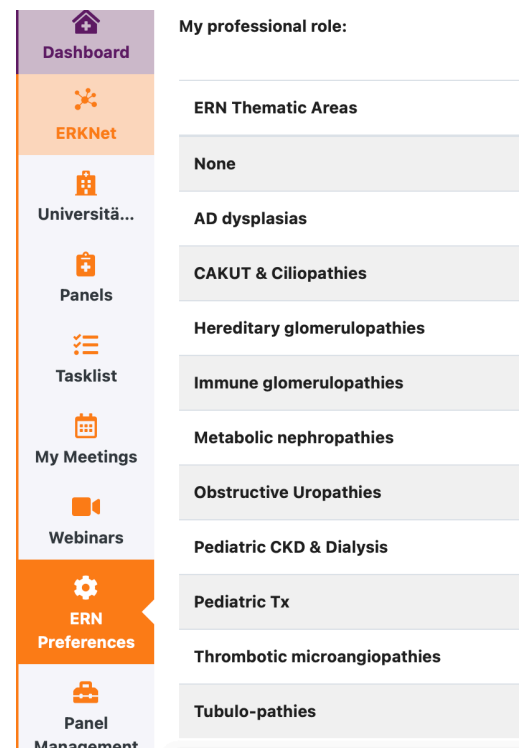 Dashboard
ERKNet
Universitä...
Panels
Tasklist
My Meetings
Webinars
ERN
Preferences
Panel
Management
My professional role:
ERN Thematic Areas
None
AD dysplasias
CAKUT & Ciliopathies
Hereditary glomerulopathies
Immune glomerulopathies
Metabolic nephropathies
Obstructive Uropathies
Pediatric CKD & Dialysis
Pediatric Tx
Thrombotic microangiopathies
Tubulo-pathies